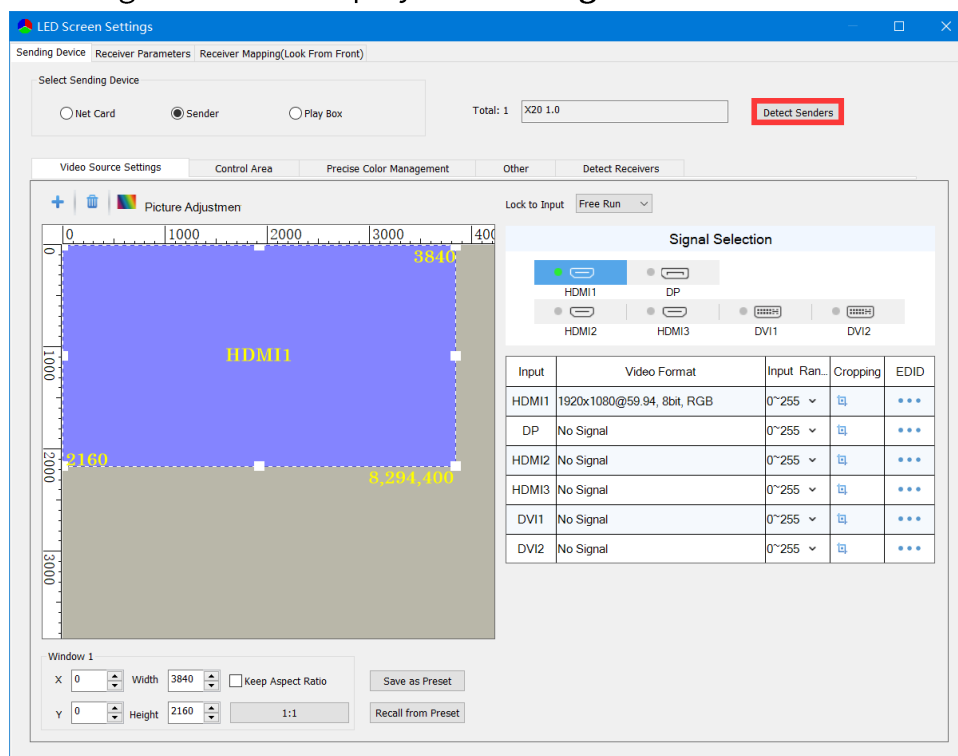 LED Screen Settings
Sending Device Receiver Parameters Receiver Mapping(Look From Front)
Select Sending Device
Net Card Sender Play Box
Total: 1 X20 1.0 Detect Senders
Video Source Settings Control Area Precise Color Management Other Detect Receivers
Picture Adjustmen
Lock to Input Free Run
0 1000 2000 3000 400
0
1000
2000
3000
3840
HDMI1
2160
8,294,400
Signal Selection
HDMI1 DP
HDMI2 HDMI3 DVI1 DVI2
Input Video Format Input Ran... Cropping EDID
HDMI1 1920x1080@59.94, 8bit, RGB 0~255
DP No Signal 0~255
HDMI2 No Signal 0~255
HDMI3 No Signal 0~255
DVI1 No Signal 0~255
DVI2 No Signal 0~255
Window 1
X 0 Width 3840 Keep Aspect Ratio Save as Preset
Y 0 Height 2160 1:1 Recall from Preset